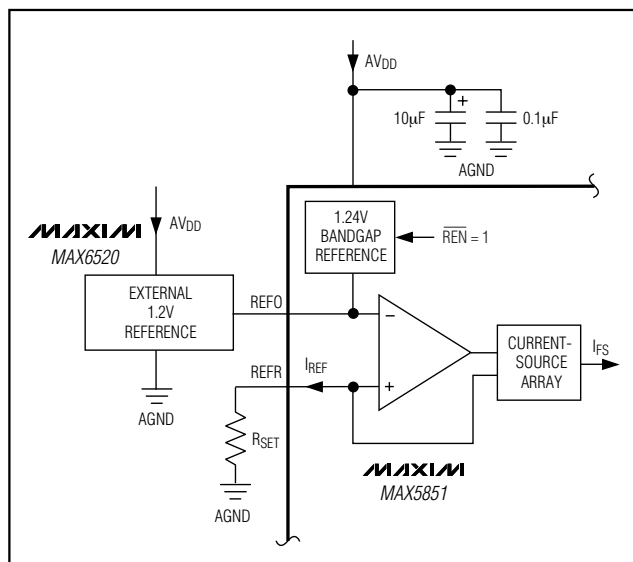 AVDD
10µF
+
0.1µF
AGND
MAXIM
MAX6520
AVDD
1.24V
BANDGAP
REFERENCE
REN = 1
EXTERNAL
1.2V
REFERENCE
REFO
−
REFR
IREF
+
CURRENT-
SOURCE
ARRAY
IFS
AGND
RSET
AGND
MAXIM
MAX5851